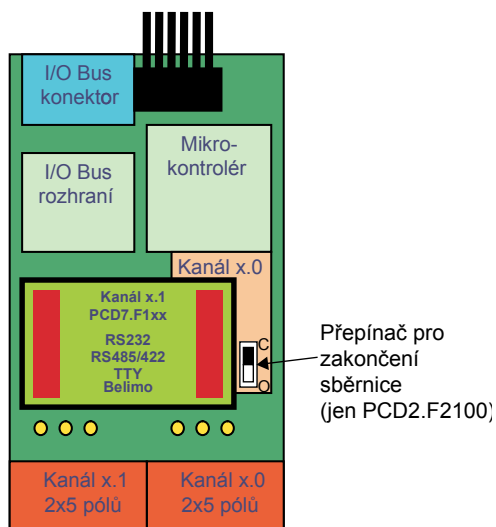 I/O Bus
konektor
Mikro-
kontrolér
I/O Bus
rozhraní
Kanál x.0
Kanál x.1
PCD7.F1xx
RS232
RS485/422
TTY
Belimo
C
O
Přepínač pro
zakončení
sběrnice
(jen PCD2.F2100)
Kanál x.1
2x5 pólů
Kanál x.0
2x5 pólů